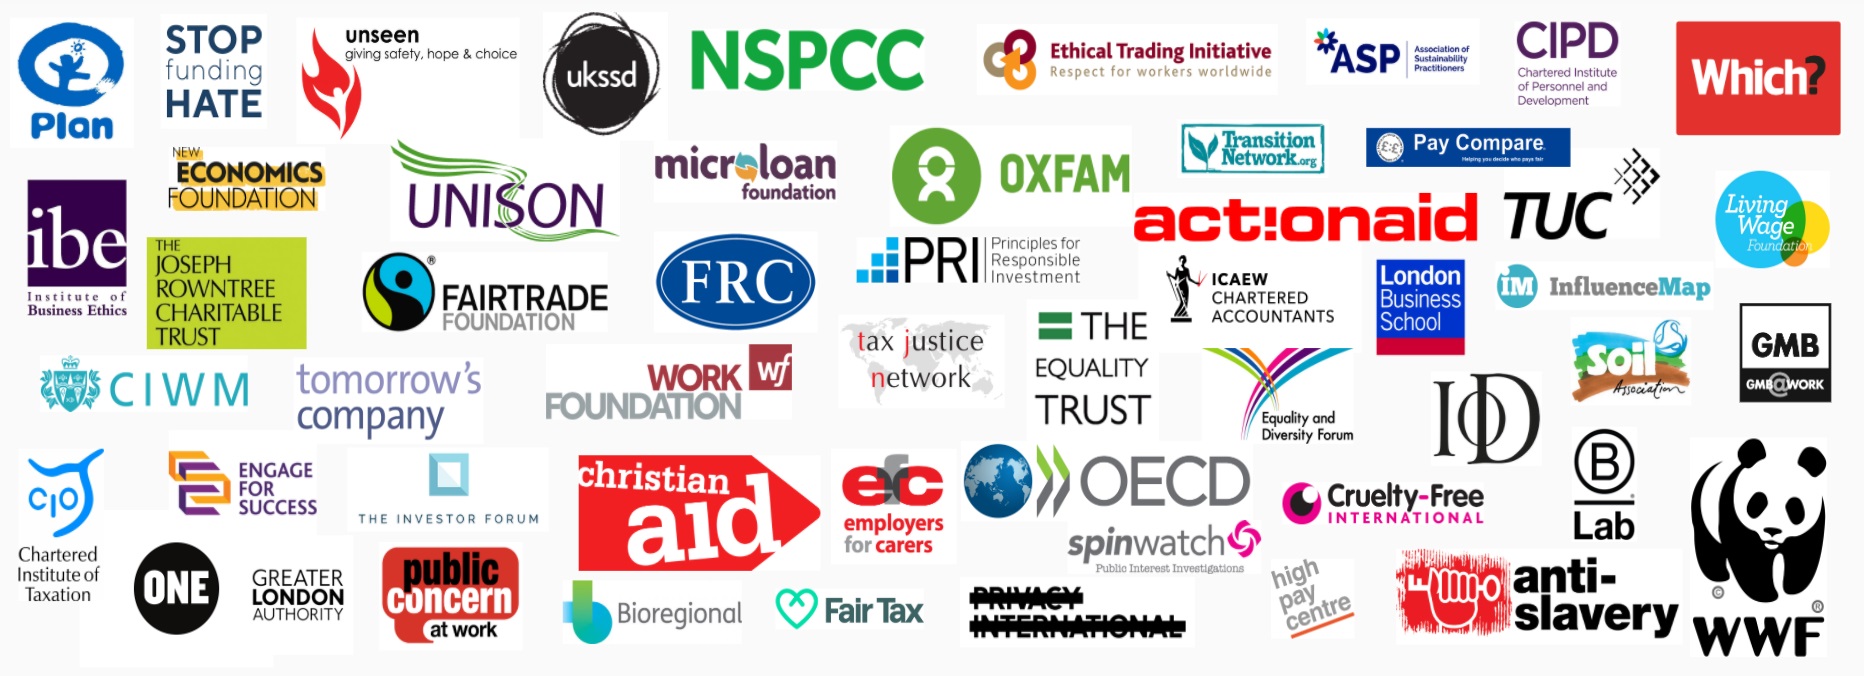 Plan
STOP
funding
HATE
unseen
giving safety, hope & choice
ukssd
NSPCC
Ethical Trading Initiative
Respect for workers worldwide
ASP
Association of
Sustainability
Practitioners
CIPD
Chartered Institute
of Personnel and
Development
Which?
ibe
Institute of
Business Ethics
NEW
ECONOMICS
FOUNDATION
UNISON
microloan
foundation
OXFAM
Transition
Network.org
£:£
Pay Compare
Helping you decide who pays fair
act!onaid
TUC
Living
Wage
Foundation
THE
JOSEPH
ROWNTREE
CHARITABLE
TRUST
®
FAIRTRADE
FOUNDATION
FRC
PRI
Principles for
Responsible
Investment
ICAEW
CHARTERED
ACCOUNTANTS
London
Business
School
iM InfluenceMap
CIWM
tomorrow's
company
WORK wf
FOUNDATION
tax justice
network
THE
EQUALITY
TRUST
Equality and
Diversity Forum
IOD
soil
Association
GMB
GMB@WORK
CIOT
Chartered
Institute of
Taxation
ENGAGE
FOR
SUCCESS
THE INVESTOR FORUM
christian
aid
efc
employers
for carers
OECD
spinwatch
Public Interest Investigations
Cruelty-Free
INTERNATIONAL
B
Lab
© ®
WWF
ONE
GREATER
LONDON
AUTHORITY
public
concern
at work
b Bioregional
Fair Tax
PRIVACY
INTERNATIONAL
high
pay
centre
anti-
slavery